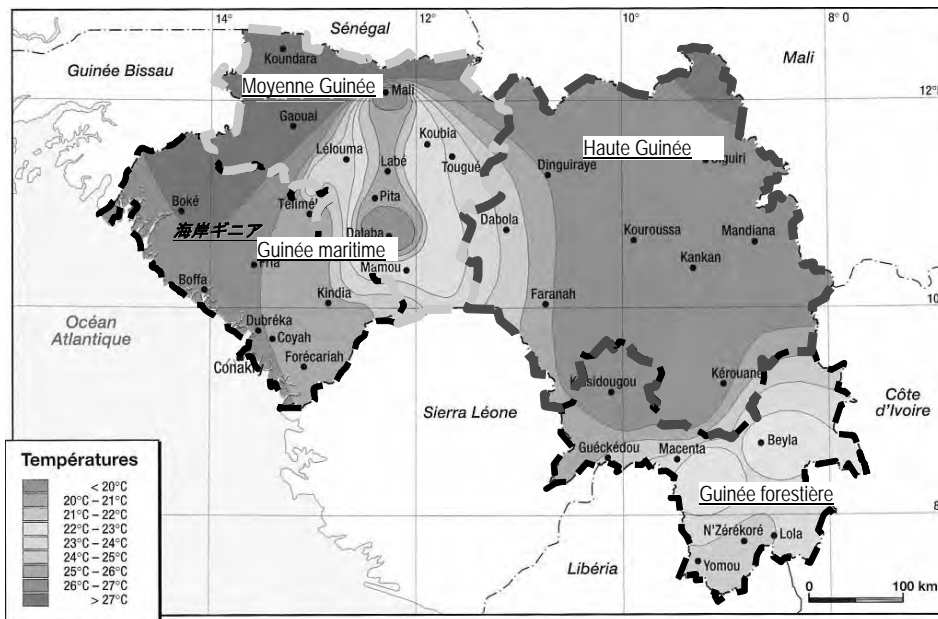 14°
12°
10°
8° 0
Sénégal
Koundara
Guinée Bissau
Mali
Moyenne Guinée
Mali
12°
Gaoual
Koubia
Haute Guinée
Lélouma
Siguiri
Labé
Tougué
Dinguiraye
Pita
Boké
Télimé
Dabola
海岸ギニア
Kouroussa
Mandiana
Dalaba
Guinée maritime
Fria
Mamou
Kankan
Boffa
Kindia
Faranah
10°
Océan
Atlantique
Dubréka
Coyah
Conakry
Forécariah
Kissidougou
Kérouane
Sierra Léone
Côte
d'Ivoire
Beyla
Guéckédou
Macenta
Températures
< 20°C
20°C – 21°C
21°C – 22°C
22°C – 23°C
23°C – 24°C
24°C – 25°C
25°C – 26°C
26°C – 27°C
> 27°C
Guinée forestière
8°
N'Zérékoré
Lola
Libéria
Yomou
0
100 km